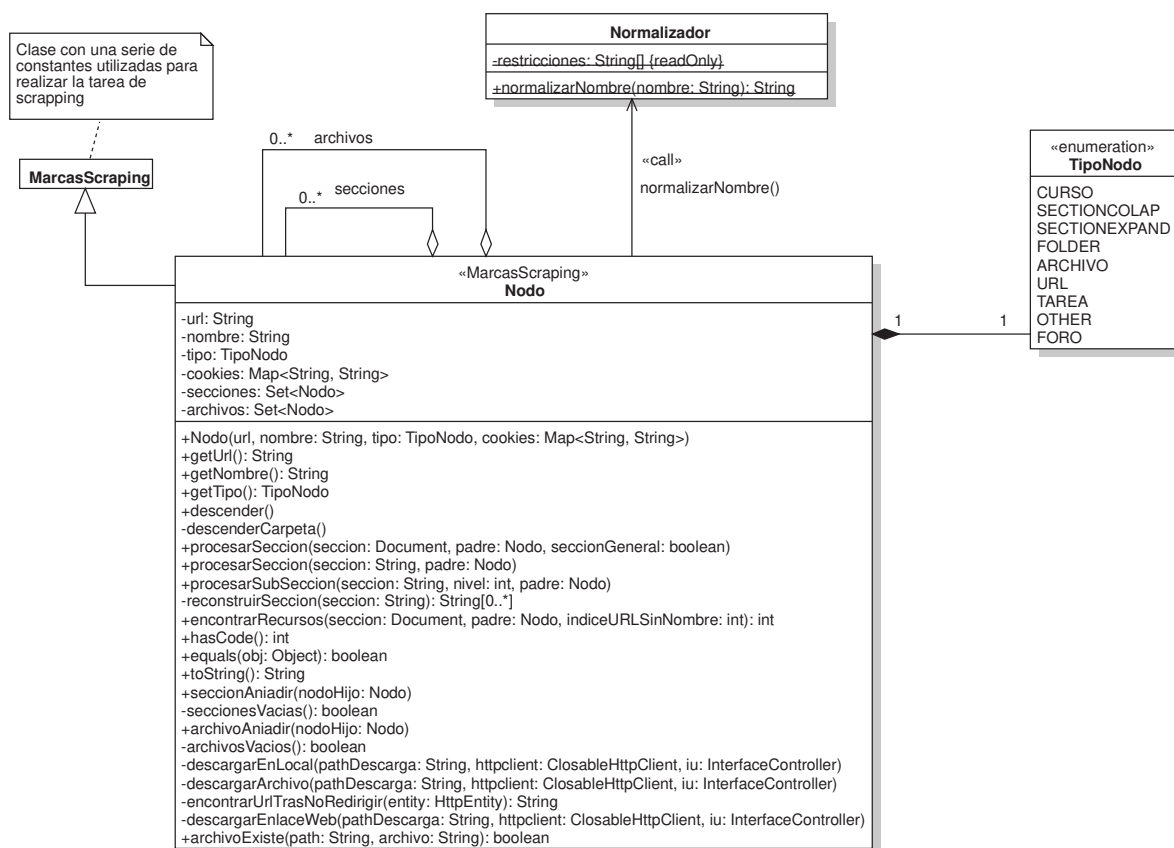 Clase con una serie de
constantes utilizadas para
realizar la tarea de
scrapping
MarcasScraping
Normalizador
-restricciones: String[] {readOnly}
+normalizarNombre(nombre: String): String
«call»
normalizarNombre()
0..* archivos
0..* secciones
«enumeration»
TipoNodo
CURSO
SECTIONCOLAP
SECTIONEXPAND
FOLDER
ARCHIVO
URL
TAREA
OTHER
FORO
1 1
«MarcasScraping»
Nodo
-url: String
-nombre: String
-tipo: TipoNodo
-cookies: Map<String, String>
-secciones: Set<Nodo>
-archivos: Set<Nodo>
+Nodo(url, nombre: String, tipo: TipoNodo, cookies: Map<String, String>)
+getUrl(): String
+getNombre(): String
+getTipo(): TipoNodo
+descender()
-descenderCarpeta()
+procesarSeccion(seccion: Document, padre: Nodo, seccionGeneral: boolean)
+procesarSeccion(seccion: String, padre: Nodo)
+procesarSubSeccion(seccion: String, nivel: int, padre: Nodo)
-reconstruirSeccion(seccion: String): String[0..*]
+encontrarRecursos(seccion: Document, padre: Nodo, indiceURLSinNombre: int): int
+hasCode(): int
+equals(obj: Object): boolean
+toString(): String
+seccionAniadir(nodoHijo: Nodo)
-seccionesVacias(): boolean
+archivoAniadir(nodoHijo: Nodo)
-archivosVacios(): boolean
-descargarEnLocal(pathDescarga: String, httpclient: ClosableHttpClient, iu: InterfaceController)
-descargarArchivo(pathDescarga: String, httpclient: ClosableHttpClient, iu: InterfaceController)
-encontrarUrlTrasNoRedirigir(entity: HttpEntity): String
-descargarEnlaceWeb(pathDescarga: String, httpclient: ClosableHttpClient, iu: InterfaceController)
+archivoExiste(path: String, archivo: String): boolean